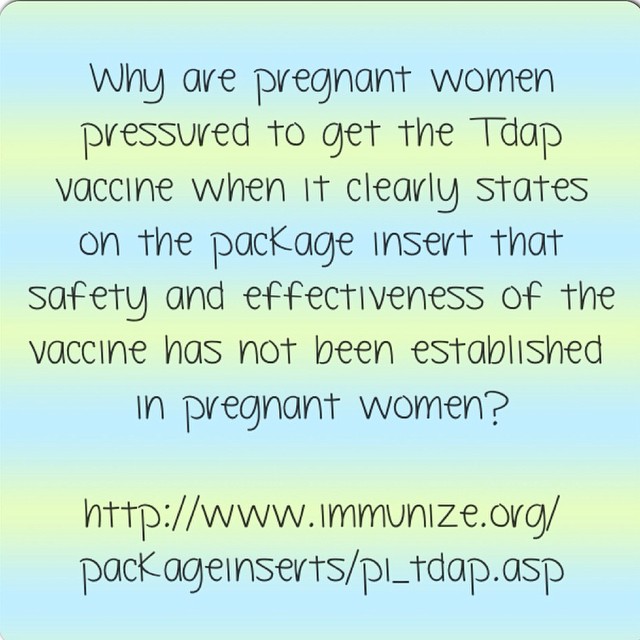 Why are pregnant women
pressured to get the Tdap
vaccine when it clearly states
on the package insert that
safety and effectiveness of the
vaccine has not been established
in pregnant women?
http://www.immunize.org/
packageinserts/pi_tdap.asp